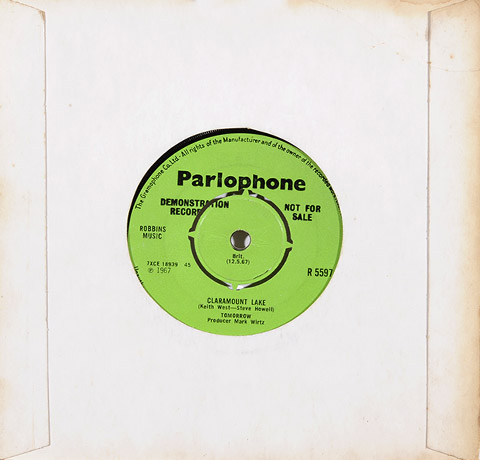 The Gramophone Co. Ltd · All rights of the Manufacturer and of the owner of the recorded
Parlophone
DEMONSTRATION NOT FOR
RECORD SALE
ROBBINS
MUSIC
Brit.
(12.5.67)
7XCE 18939 45
℗ 1967
R 5597
CLARAMOUNT LAKE
(Keith West—Steve Howell)
TOMORROW
Producer Mark Wirtz